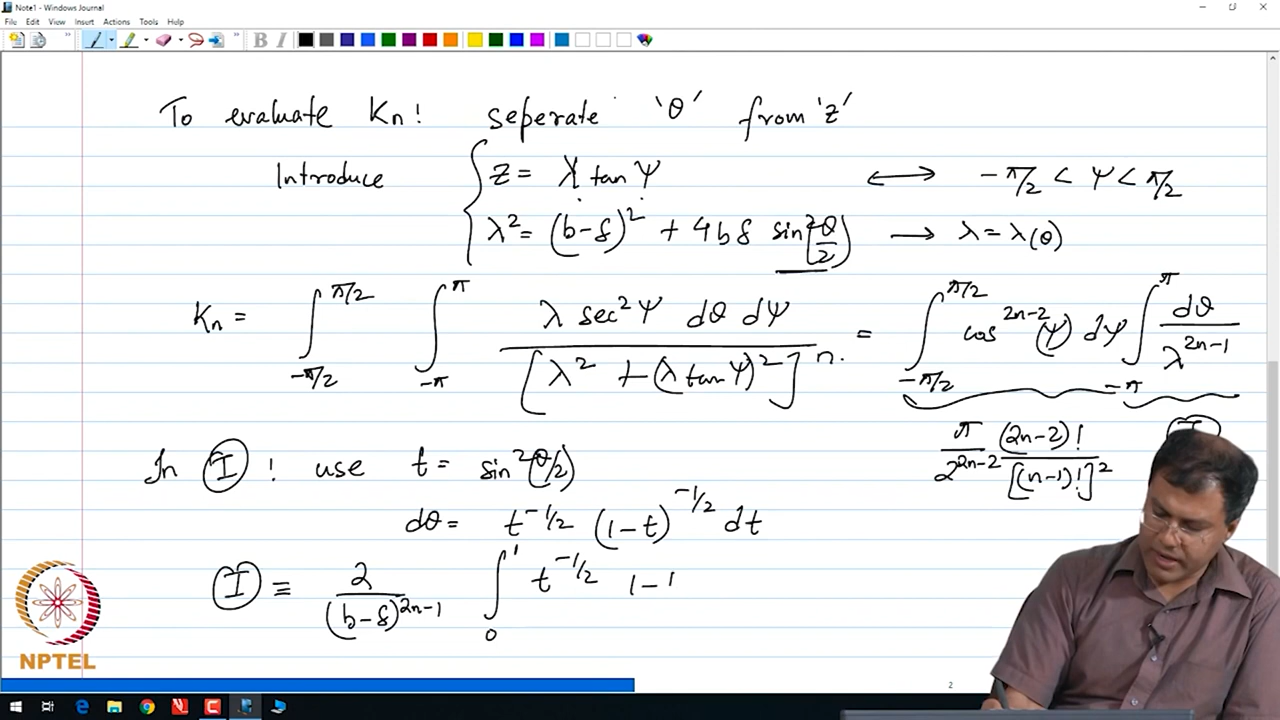 Note1 - Windows Journal
File Edit View Insert Actions Tools Help
B I
To evaluate Kn! seperate 'θ' from 'z'
Introduce { z = λ tan Ψ ⟷ -π/2 < Ψ < π/2
λ² = (b-δ)² + 4bδ sin²(θ/2) → λ = λ(θ)
Kn = ∫_{-π/2}^{π/2} ∫_{-π}^{π} λ sec²Ψ dθ dΨ / [λ² + (λ tan Ψ)²]^n. = ∫_{-π/2}^{π/2} cos^{2n-2}(Ψ) dΨ ∫_{-π}^{π} dθ / λ^{2n-1}
π/2^{2n-2} (2n-2)! / [(n-1)!]²
In I ! use t = sin²(θ/2)
dθ = t^{-1/2} (1-t)^{-1/2} dt
I ≡ 2/(b-δ)^{2n-1} ∫_0^1 t^{-1/2} 1-
NPTEL
2